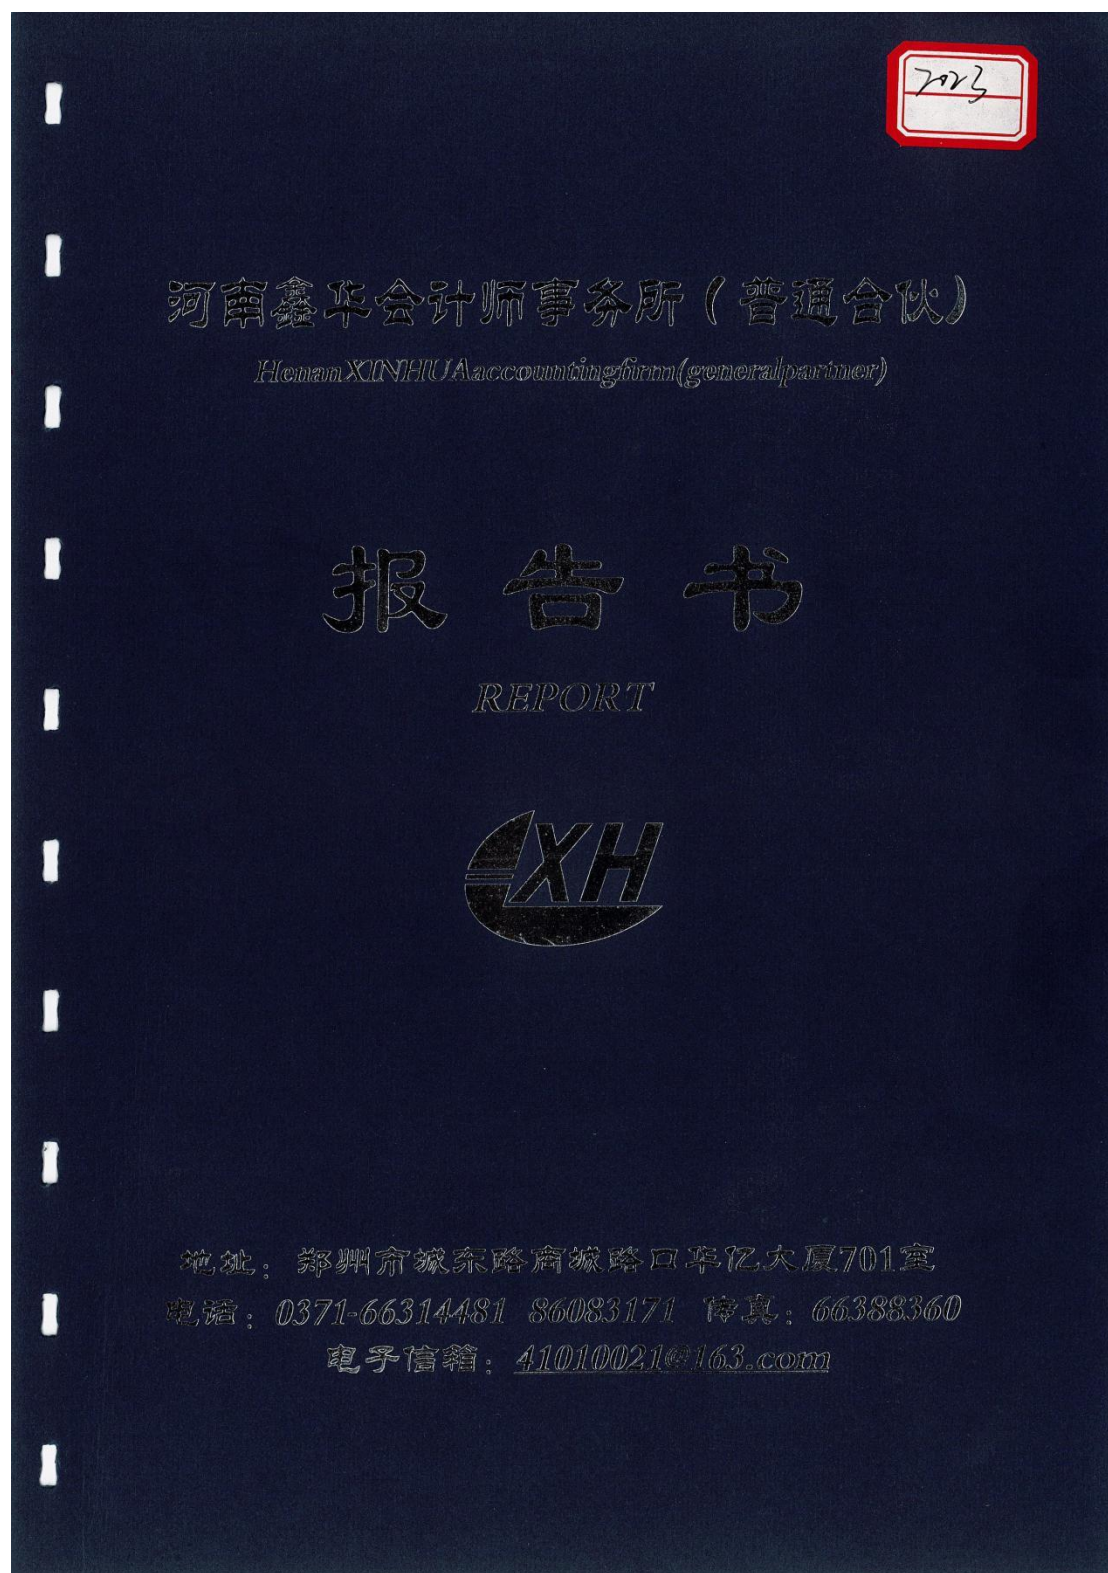 2023
河南鑫华会计师事务所（普通合伙）
HenanXINHUAaccountingfirm(generalpartner)
报告书
REPORT
XH
地址：郑州市城东路商城路口华亿大厦701室
电话：0371-66314481 86083171 传真：66388360
电子信箱：41010021@163.com